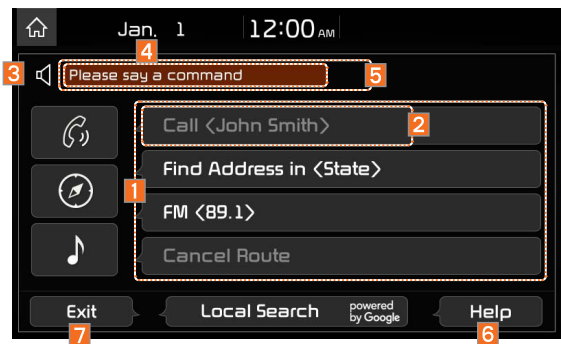 Jan. 1 12:00 AM
4
3 Please say a command 5
Call <John Smith> 2
Find Address in <State>
1
FM <89.1>
Cancel Route
Exit Local Search powered by Google Help
7 6